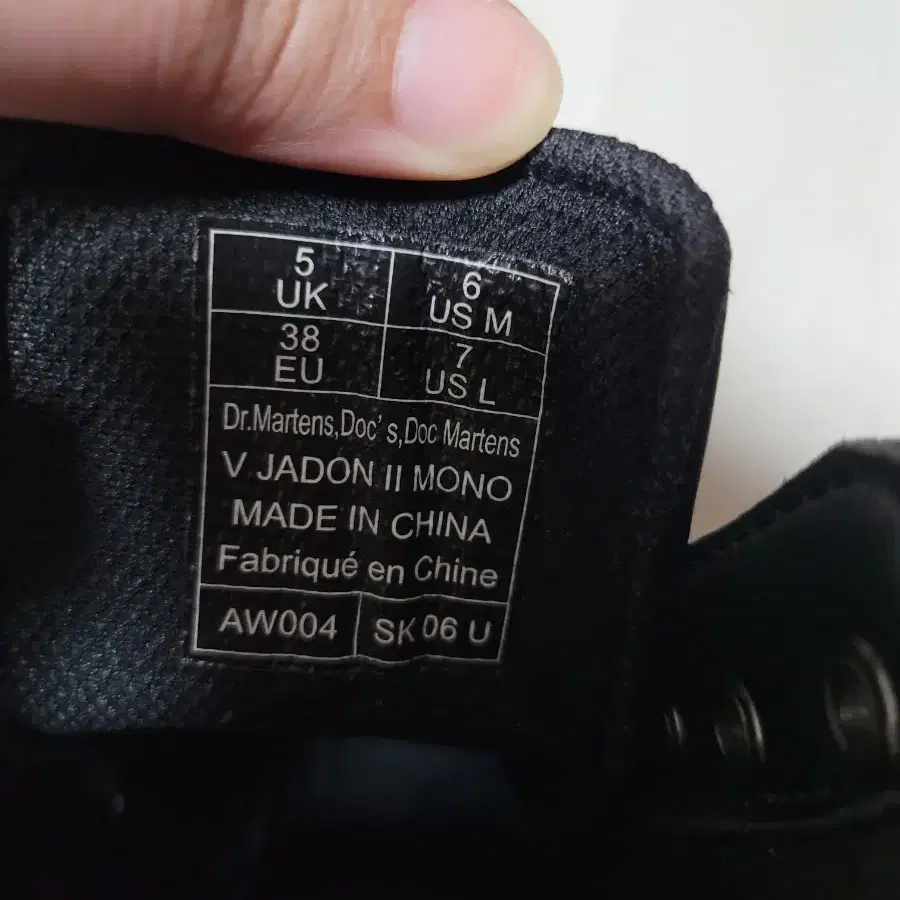 5
UK
6
US M
38
EU
7
US L
Dr.Martens,Doc's,Doc Martens
V JADON II MONO
MADE IN CHINA
Fabriqué en Chine
AW004
SK 06 U